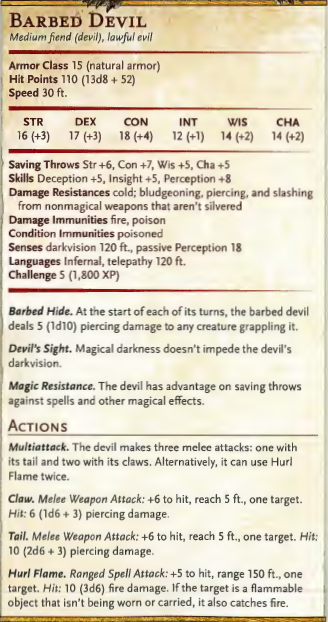 BARBED DEVIL
Medium fiend (devil), lawful evil
Armor Class 15 (natural armor)
Hit Points 110 (13d8 + 52)
Speed 30 ft.
STR DEX CON INT WIS CHA
16 (+3) 17 (+3) 18 (+4) 12 (+1) 14 (+2) 14 (+2)
Saving Throws Str +6, Con +7, Wis +5, Cha +5
Skills Deception +5, Insight +5, Perception +8
Damage Resistances cold; bludgeoning, piercing, and slashing
from nonmagical weapons that aren't silvered
Damage Immunities fire, poison
Condition Immunities poisoned
Senses darkvision 120 ft., passive Perception 18
Languages Infernal, telepathy 120 ft.
Challenge 5 (1,800 XP)
Barbed Hide. At the start of each of its turns, the barbed devil
deals 5 (1d10) piercing damage to any creature grappling it.
Devil's Sight. Magical darkness doesn't impede the devil's
darkvision.
Magic Resistance. The devil has advantage on saving throws
against spells and other magical effects.
ACTIONS
Multiattack. The devil makes three melee attacks: one with
its tail and two with its claws. Alternatively, it can use Hurl
Flame twice.
Claw. Melee Weapon Attack: +6 to hit, reach 5 ft., one target.
Hit: 6 (1d6 + 3) piercing damage.
Tail. Melee Weapon Attack: +6 to hit, reach 5 ft., one target. Hit:
10 (2d6 + 3) piercing damage.
Hurl Flame. Ranged Spell Attack: +5 to hit, range 150 ft., one
target. Hit: 10 (3d6) fire damage. If the target is a flammable
object that isn't being worn or carried, it also catches fire.